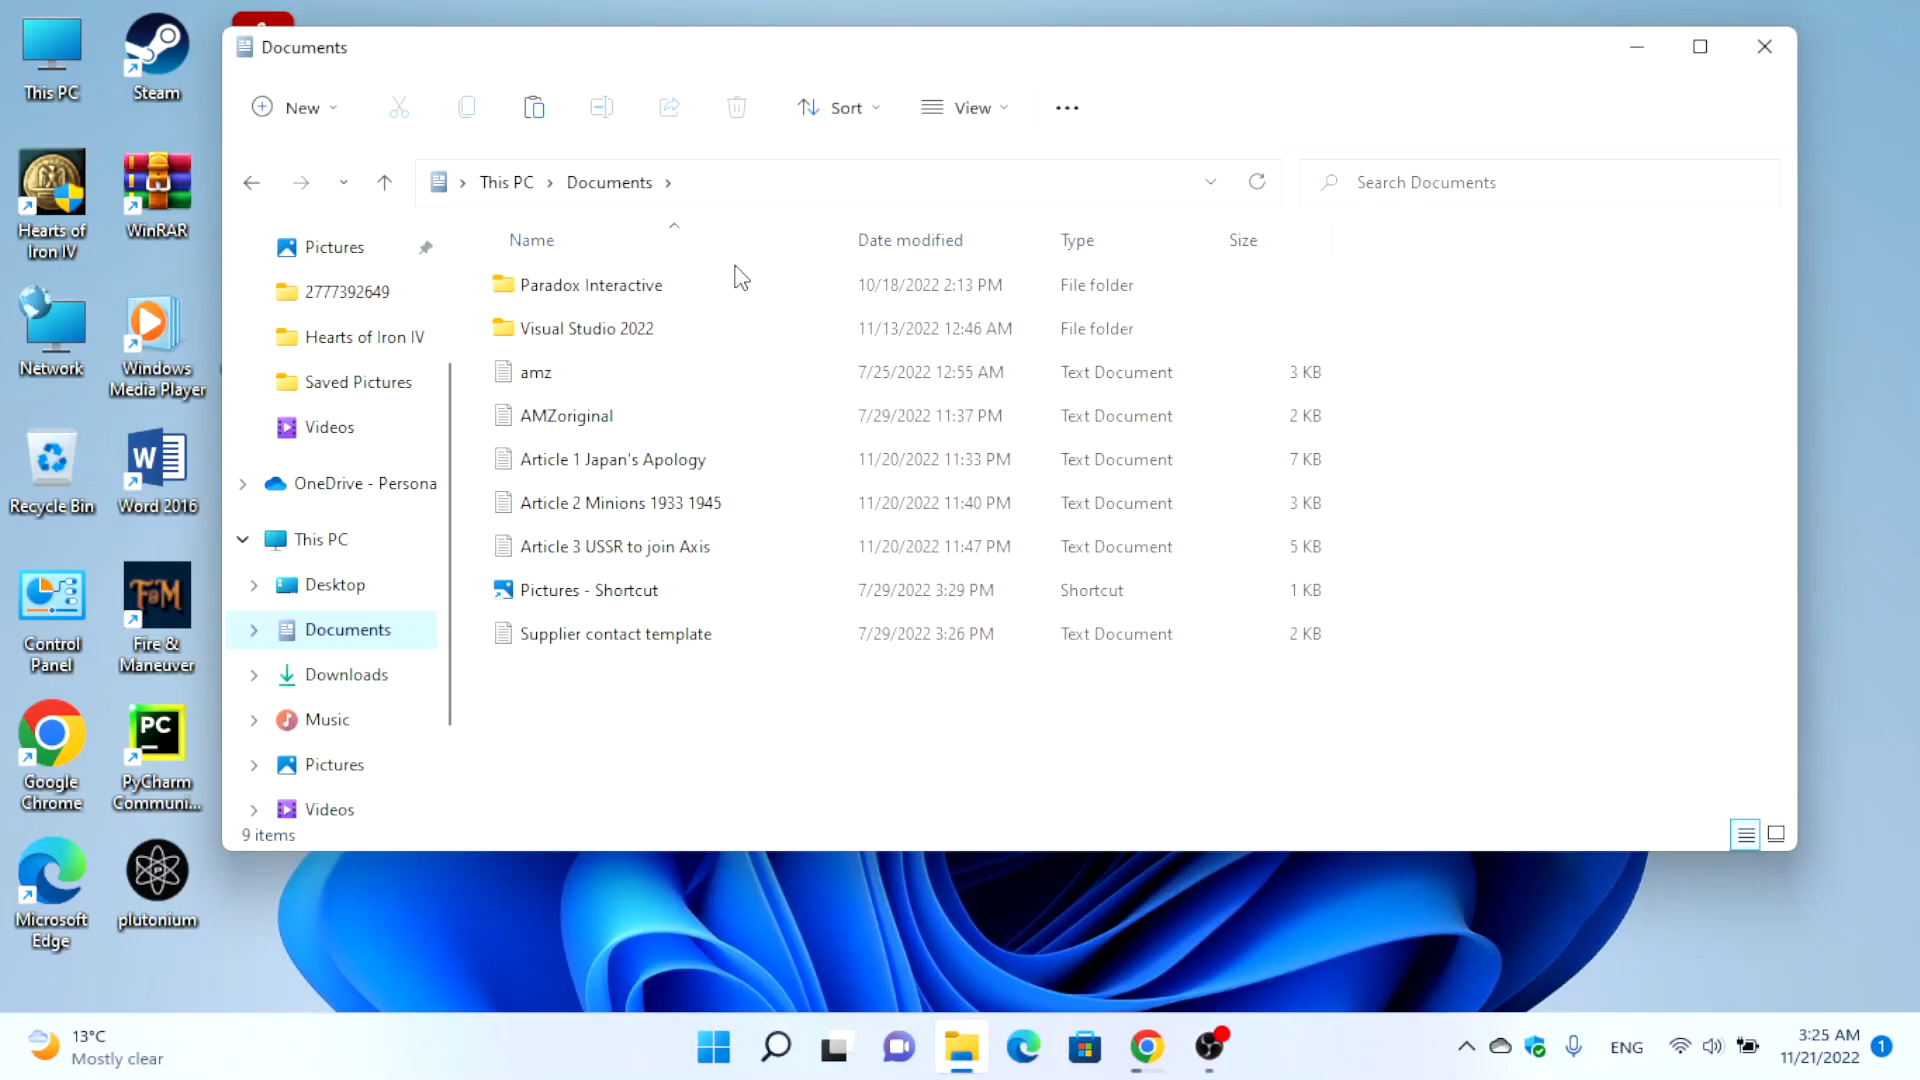 This PC
Steam
Hearts of
Iron IV
WinRAR
Network
Windows
Media Player
Recycle Bin
W
Word 2016
Control
Panel
F&M
Fire &
Maneuver
Google
Chrome
PC
PyCharm
Communi...
Microsoft
Edge
plutonium
Documents
New
Sort
View
This PC
Documents
Search Documents
Pictures
2777392649
Hearts of Iron IV
Saved Pictures
Videos
OneDrive - Persona
This PC
Desktop
Documents
Downloads
Music
Pictures
Videos
Name Date modified Type Size
Paradox Interactive 10/18/2022 2:13 PM File folder
Visual Studio 2022 11/13/2022 12:46 AM File folder
amz 7/25/2022 12:55 AM Text Document 3 KB
AMZoriginal 7/29/2022 11:37 PM Text Document 2 KB
Article 1 Japan's Apology 11/20/2022 11:33 PM Text Document 7 KB
Article 2 Minions 1933 1945 11/20/2022 11:40 PM Text Document 3 KB
Article 3 USSR to join Axis 11/20/2022 11:47 PM Text Document 5 KB
Pictures - Shortcut 7/29/2022 3:29 PM Shortcut 1 KB
Supplier contact template 7/29/2022 3:26 PM Text Document 2 KB
9 items
13°C
Mostly clear
ENG
3:25 AM
11/21/2022
1